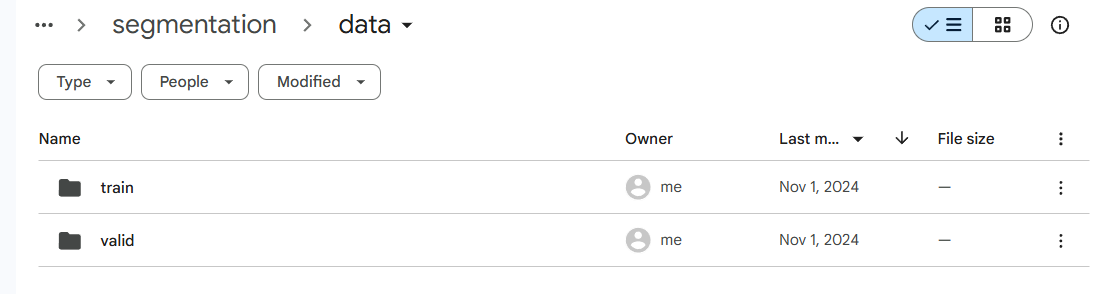 ... > segmentation > data
Type People Modified
Name Owner Last m... File size
train me Nov 1, 2024 —
valid me Nov 1, 2024 —